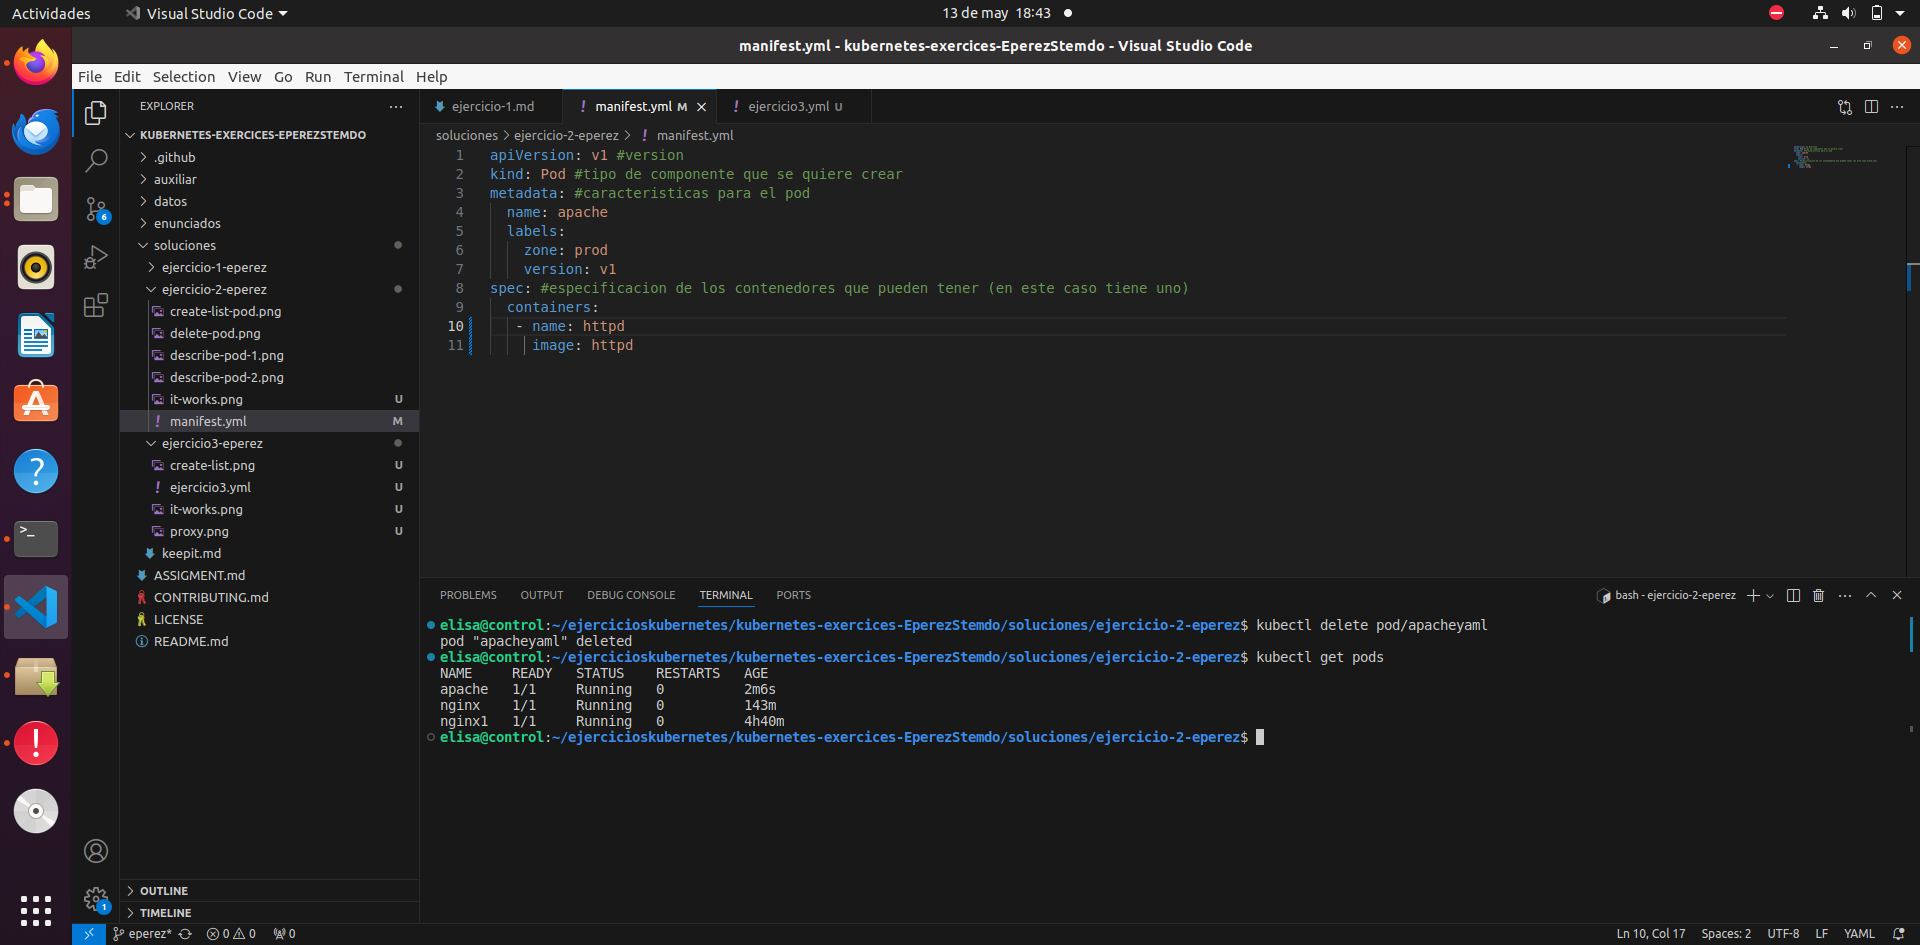 Actividades
Visual Studio Code
13 de may 18:43
manifest.yml - kubernetes-exercices-EperezStemdo - Visual Studio Code
File Edit Selection View Go Run Terminal Help
EXPLORER
KUBERNETES-EXERCICES-EPEREZSTEMDO
.github
auxiliar
datos
enunciados
soluciones
ejercicio-1-eperez
ejercicio-2-eperez
create-list-pod.png
delete-pod.png
describe-pod-1.png
describe-pod-2.png
it-works.png U
manifest.yml M
ejercicio3-eperez
create-list.png U
ejercicio3.yml U
it-works.png U
proxy.png U
keepit.md
ASSIGMENT.md
CONTRIBUTING.md
LICENSE
README.md
OUTLINE
TIMELINE
6
1
ejercicio-1.md
manifest.yml M
ejercicio3.yml U
soluciones > ejercicio-2-eperez > ! manifest.yml
1 apiVersion: v1 #version
2 kind: Pod #tipo de componente que se quiere crear
3 metadata: #caracteristicas para el pod
4 name: apache
5 labels:
6 zone: prod
7 version: v1
8 spec: #especificacion de los contenedores que pueden tener (en este caso tiene uno)
9 containers:
10 - name: httpd
11 image: httpd
PROBLEMS OUTPUT DEBUG CONSOLE TERMINAL PORTS
bash - ejercicio-2-eperez
elisa@control:~/ejercicioskubernetes/kubernetes-exercices-EperezStemdo/soluciones/ejercicio-2-eperez$ kubectl delete pod/apacheyaml
pod "apacheyaml" deleted
elisa@control:~/ejercicioskubernetes/kubernetes-exercices-EperezStemdo/soluciones/ejercicio-2-eperez$ kubectl get pods
NAME READY STATUS RESTARTS AGE
apache 1/1 Running 0 2m6s
nginx 1/1 Running 0 143m
nginx1 1/1 Running 0 4h40m
elisa@control:~/ejercicioskubernetes/kubernetes-exercices-EperezStemdo/soluciones/ejercicio-2-eperez$
eperez* 0 0 0
Ln 10, Col 17 Spaces: 2 UTF-8 LF YAML